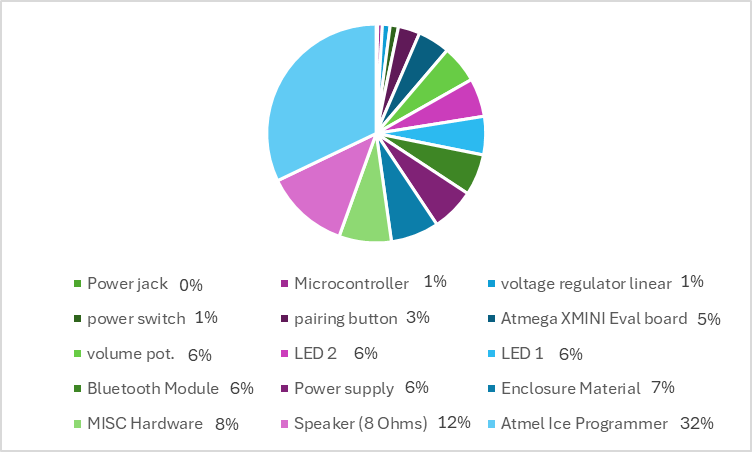 Power jack 0% Microcontroller 1% voltage regulator linear 1%
power switch 1% pairing button 3% Atmega XMINI Eval board 5%
volume pot. 6% LED 2 6% LED 1 6%
Bluetooth Module 6% Power supply 6% Enclosure Material 7%
MISC Hardware 8% Speaker (8 Ohms) 12% Atmel Ice Programmer 32%